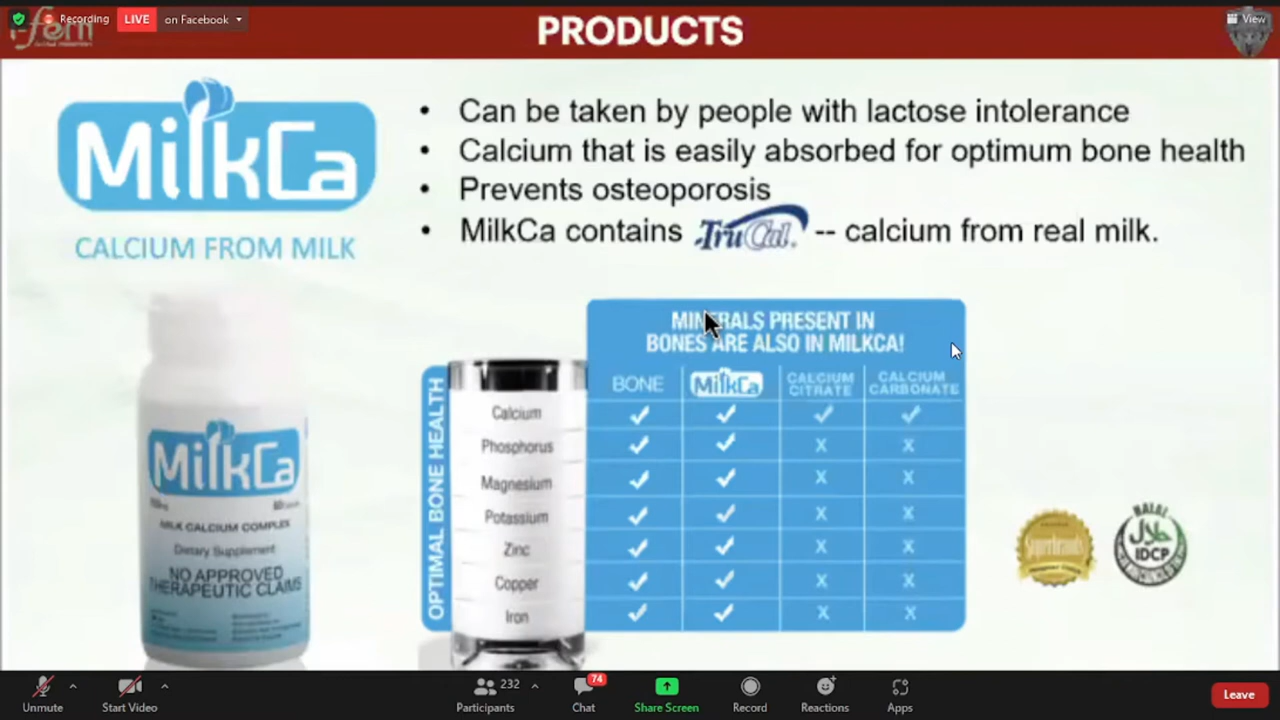 Recording
LIVE
on Facebook
i-fern
PRODUCTS
View
MilkCa
CALCIUM FROM MILK
• Can be taken by people with lactose intolerance
• Calcium that is easily absorbed for optimum bone health
• Prevents osteoporosis
• MilkCa contains TruCal. -- calcium from real milk.
MilkCa
MILK CALCIUM COMPLEX
Dietary Supplement
NO APPROVED
THERAPEUTIC CLAIMS
OPTIMAL BONE HEALTH
MINERALS PRESENT IN
BONES ARE ALSO IN MILKCA!
BONE MilkCa CALCIUM CITRATE CALCIUM CARBONATE
Calcium ✓ ✓ ✓ ✓
Phosphorus ✓ ✓ X X
Magnesium ✓ ✓ X X
Potassium ✓ ✓ X X
Zinc ✓ ✓ X X
Copper ✓ ✓ X X
Iron ✓ ✓ X X
Superbrands
HALAL
حلال
IDCP
Unmute
Start Video
232
Participants
74
Chat
Share Screen
Record
Reactions
Apps
Leave